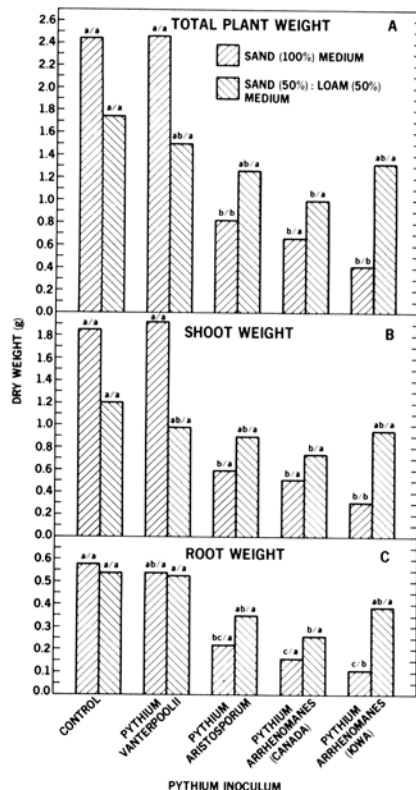 TOTAL PLANT WEIGHT A
SAND (100%) MEDIUM
SAND (50%) : LOAM (50%)
MEDIUM
2.6
2.4
2.2
2.0
1.8
1.6
1.4
1.2
1.0
0.8
0.6
0.4
0.2
0.0
a/a
a/a
a/a
ab/a
b/b
ab/a
b/a
b/a
b/b
ab/a
DRY WEIGHT (g)
SHOOT WEIGHT B
1.8
1.6
1.4
1.2
1.0
0.8
0.6
0.4
0.2
0.0
a/a
a/a
a/a
ab/a
b/a
ab/a
b/a
b/a
b/b
ab/a
ROOT WEIGHT C
0.6
0.5
0.4
0.3
0.2
0.1
0.0
a/a
a/a
ab/a
a/a
bc/a
ab/a
c/a
b/a
c/b
ab/a
CONTROL
PYTHIUM
VANTERPOOLII
PYTHIUM
ARISTOSPORUM
PYTHIUM
ARRHENOMANES
(CANADA)
PYTHIUM
ARRHENOMANES
(IOWA)
PYTHIUM INOCULUM